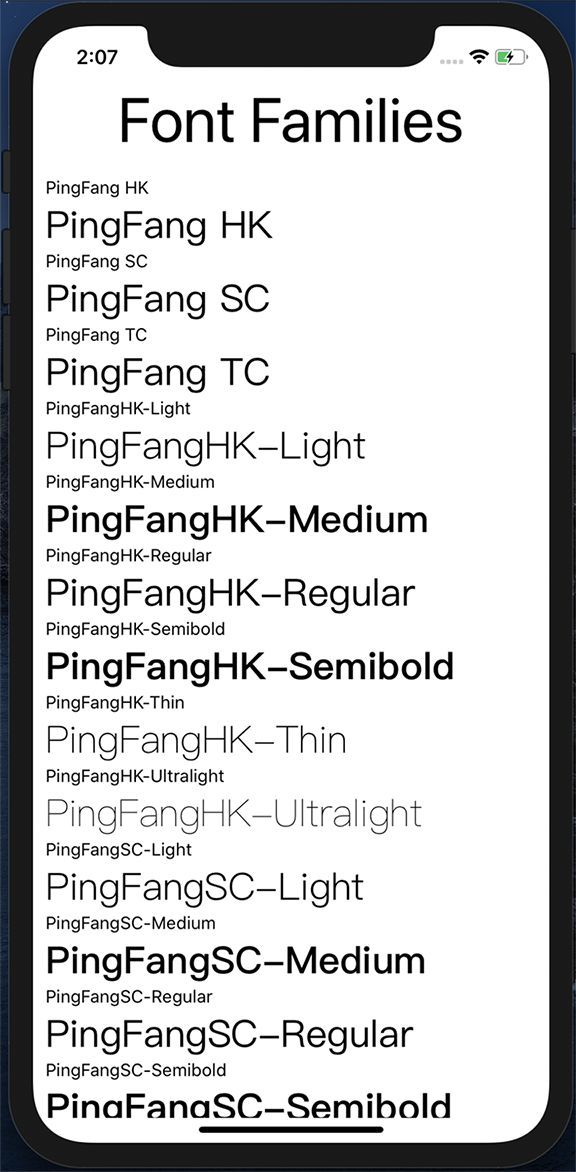 2:07
Font Families
PingFang HK
PingFang HK
PingFang SC
PingFang SC
PingFang TC
PingFang TC
PingFangHK-Light
PingFangHK–Light
PingFangHK-Medium
PingFangHK–Medium
PingFangHK-Regular
PingFangHK–Regular
PingFangHK-Semibold
PingFangHK–Semibold
PingFangHK-Thin
PingFangHK–Thin
PingFangHK-Ultralight
PingFangHK–Ultralight
PingFangSC-Light
PingFangSC–Light
PingFangSC-Medium
PingFangSC–Medium
PingFangSC-Regular
PingFangSC–Regular
PingFangSC-Semibold
PingFangSC–Semibold